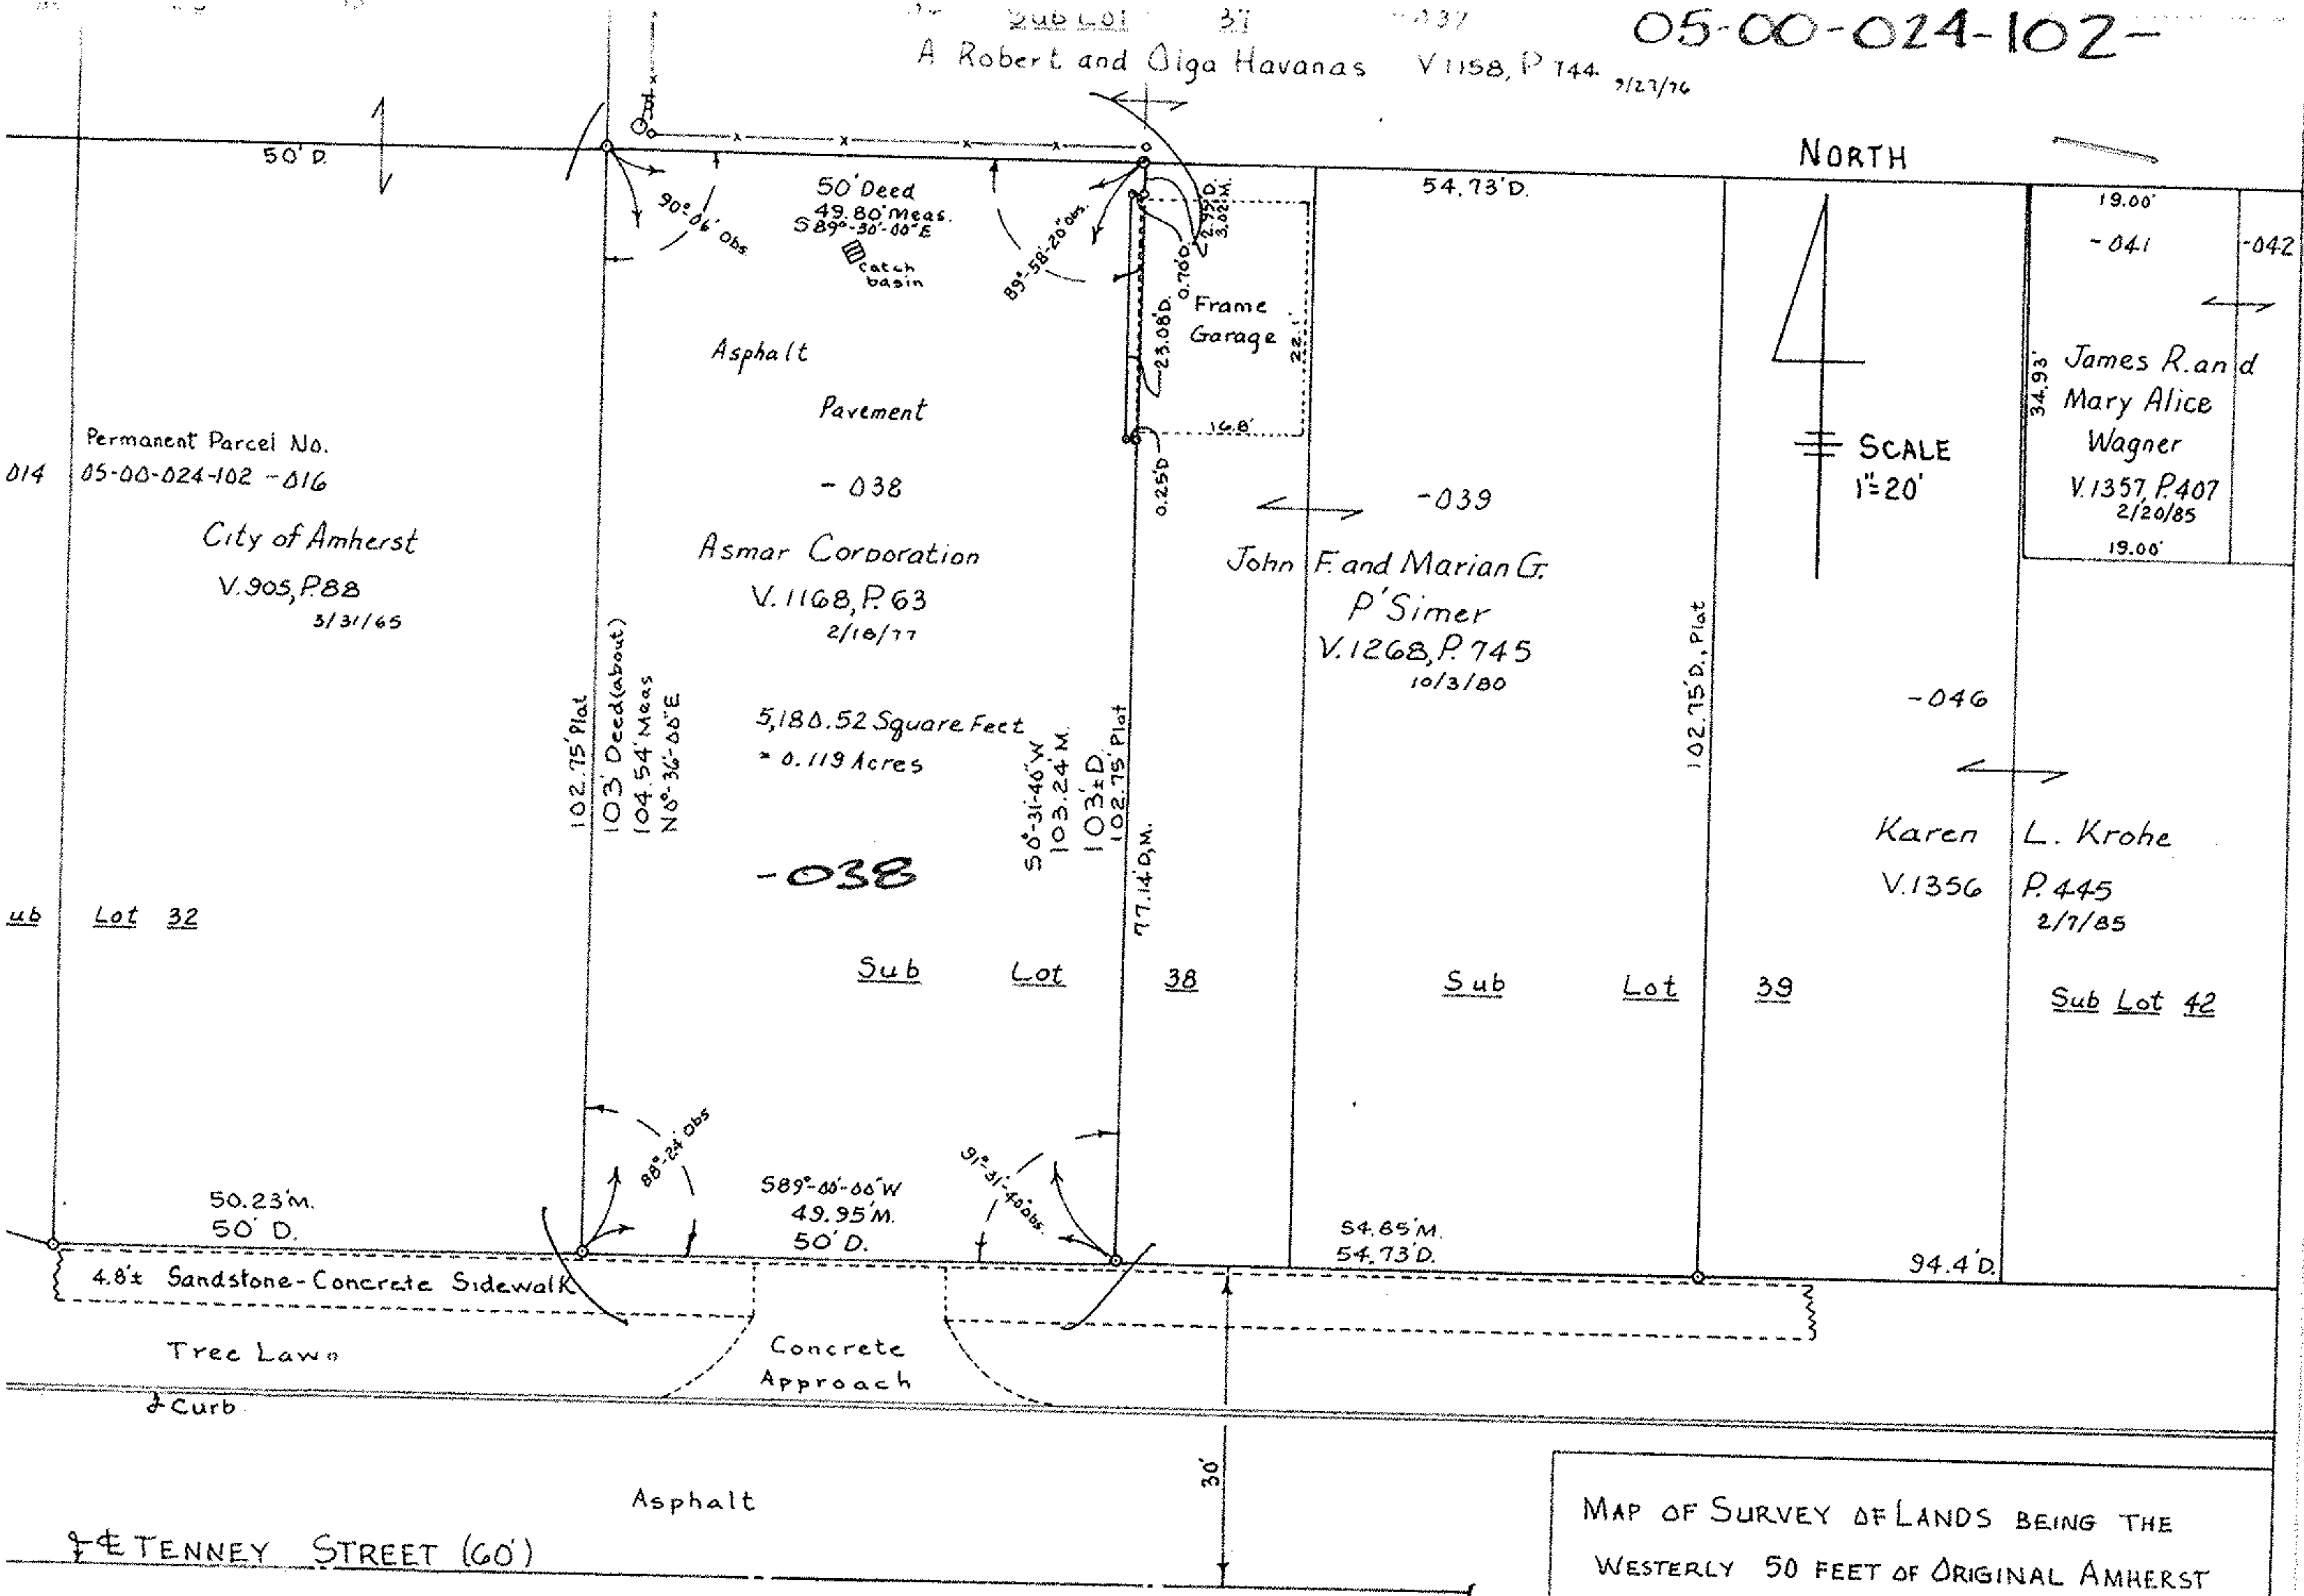 Sub Lot 37 -037
05-00-024-102-
A Robert and Olga Havanas V 1158, P 744 9/27/76
50' D.
NORTH
50' Deed
49.80' Meas.
S89°-30'-00"E
90°-06' Obs
89°-58'-20" Obs.
Catch
basin
2.95'D.
3.02'M.
0.70'D.
54.73'D.
19.00'
-041
-042
Frame
Garage
23.08'D.
22.1'
16.8'
0.25'D
Asphalt
Pavement
34.93'
James R. and
Mary Alice
Wagner
V.1357, P.407
2/20/85
19.00'
SCALE
1"=20'
014
Permanent Parcel No.
05-00-024-102 -016
City of Amherst
V.905, P.88
3/31/65
-038
Asmar Corporation
V.1168, P.63
2/18/77
-039
John F. and Marian G.
P'Simer
V.1268, P.745
10/3/80
102.75' Plat
103' Deed(about)
104.54' Meas
N0°-36'-00"E
5,180.52 Square Feet
= 0.119 Acres
S0°-31'-40"W
103.24' M.
103'± D.
102.75' Plat
77.14'D,M.
102.75'D., Plat
-046
Karen L. Krohe
V.1356 P.445
2/7/85
-038
ub Lot 32
Sub Lot 38
Sub Lot 39
Sub Lot 42
88°-24' Obs
91°-31'-40" Obs.
50.23'M.
50' D.
S89°-00'-00"W
49.95'M.
50' D.
54.85'M.
54.73'D.
94.4'D.
4.8'± Sandstone-Concrete Sidewalk
Tree Lawn
Concrete
Approach
Curb
30'
Asphalt
℄ TENNEY STREET (60')
MAP OF SURVEY OF LANDS BEING THE
WESTERLY 50 FEET OF ORIGINAL AMHERST